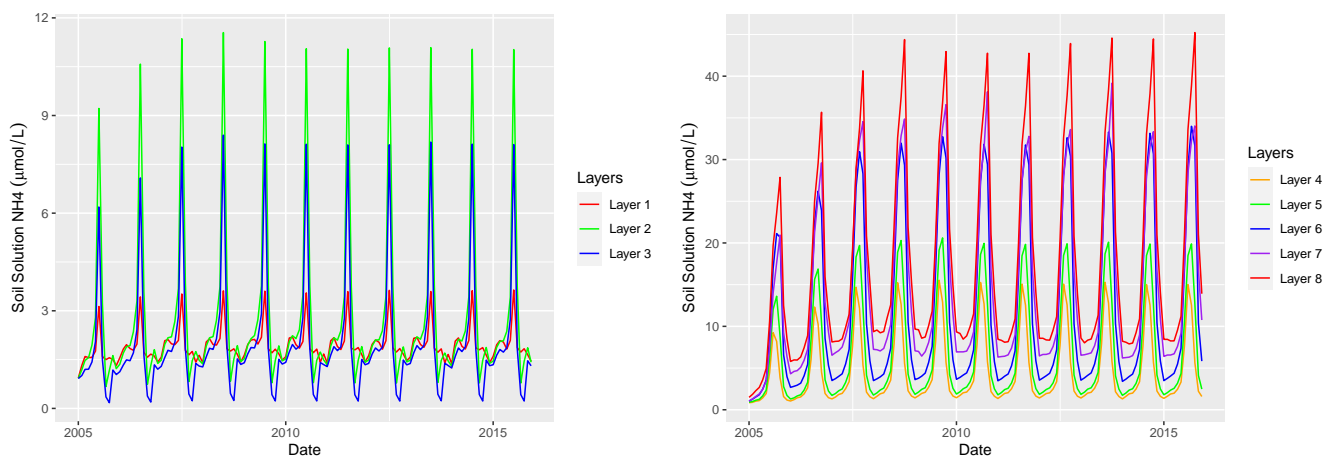 12
9
6
3
0
Soil Solution NH4 (μmol/L)
2005
2010
2015
Date
Layers
Layer 1
Layer 2
Layer 3
40
30
20
10
0
Soil Solution NH4 (μmol/L)
2005
2010
2015
Date
Layers
Layer 4
Layer 5
Layer 6
Layer 7
Layer 8